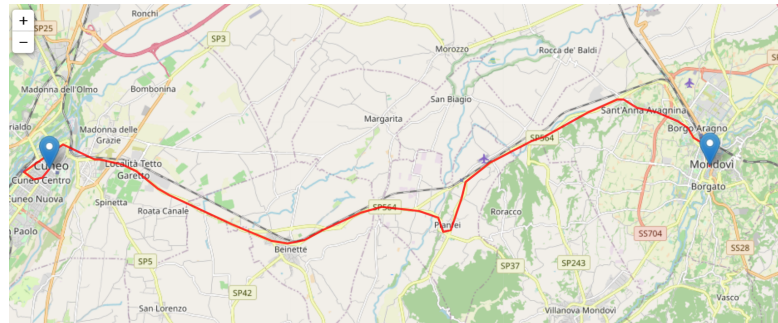 +
−
SP25
Ronchi
SP3
Morozzo
Rocca de' Baldi
Madonna dell'Olmo
Bombonina
San Biagio
Margarita
Sant'Anna Avagnina
Madonna delle
Grazie
Borgo Aragno
SP564
Cuneo
Località Tetto
Garetto
Mondovì
Cuneo Centro
Borgato
Cuneo Nuova
Spinetta
Roata Canale
SP564
Roracco
Pianfei
SS704
Beinette
SS28
SP5
SP37
SP243
SP42
Vasco
San Lorenzo
Villanova Mondovì